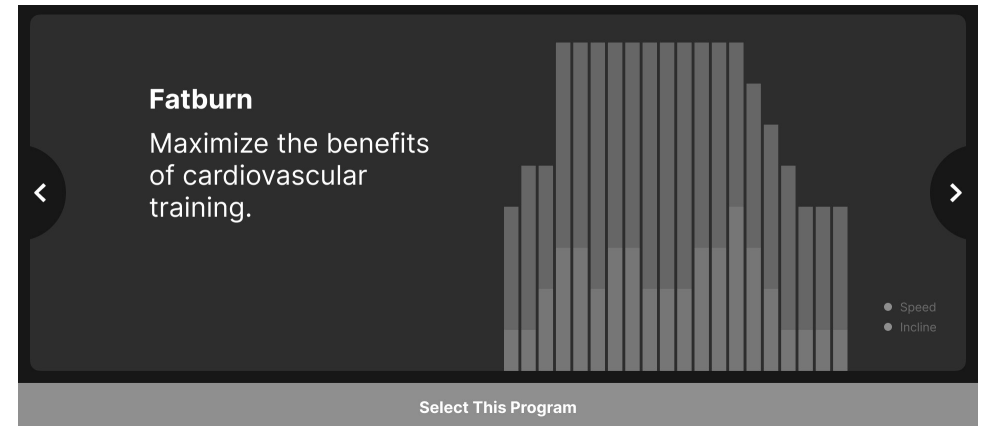 Fatburn
Maximize the benefits
of cardiovascular
training.
Speed
Incline
Select This Program